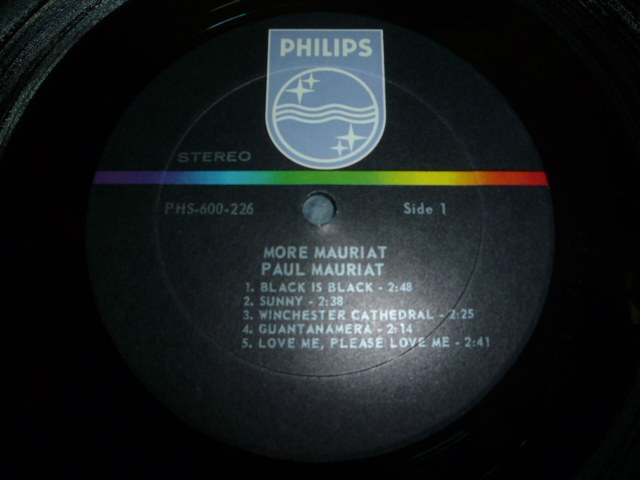 PHILIPS
STEREO
PHS-600-226 Side 1
MORE MAURIAT
PAUL MAURIAT
1. BLACK IS BLACK - 2:48
2. SUNNY - 2:38
3. WINCHESTER CATHEDRAL - 2:25
4. GUANTANAMERA - 2:14
5. LOVE ME, PLEASE LOVE ME - 2:41